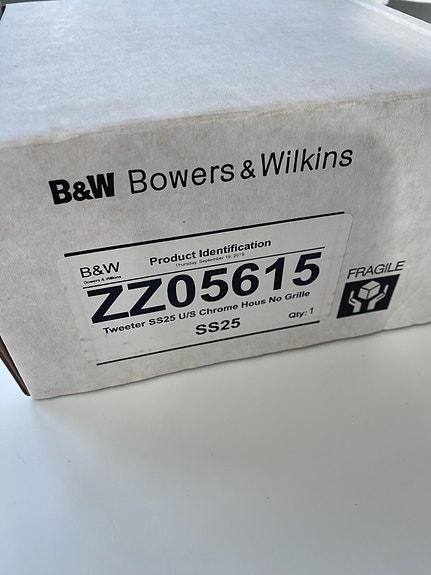 B&W Bowers & Wilkins
B&W
Bowers & Wilkins
Product Identification
Thursday, September 19, 2019
ZZ05615
Tweeter SS25 U/S Chrome Hous No Grille
SS25
Qty: 1
FRAGILE